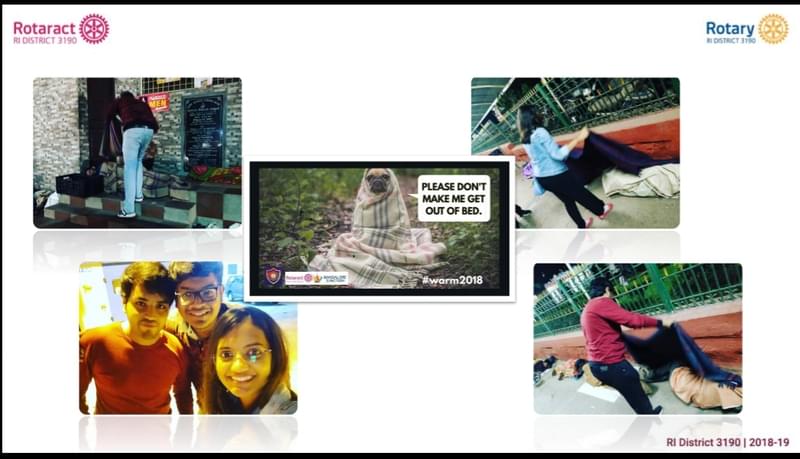 Rotaract
RI DISTRICT 3190
Rotary
RI DISTRICT 3190
MEN
PLEASE DON'T
MAKE ME GET
OUT OF BED.
Rotaract
#warm2018
RI District 3190 | 2018-19